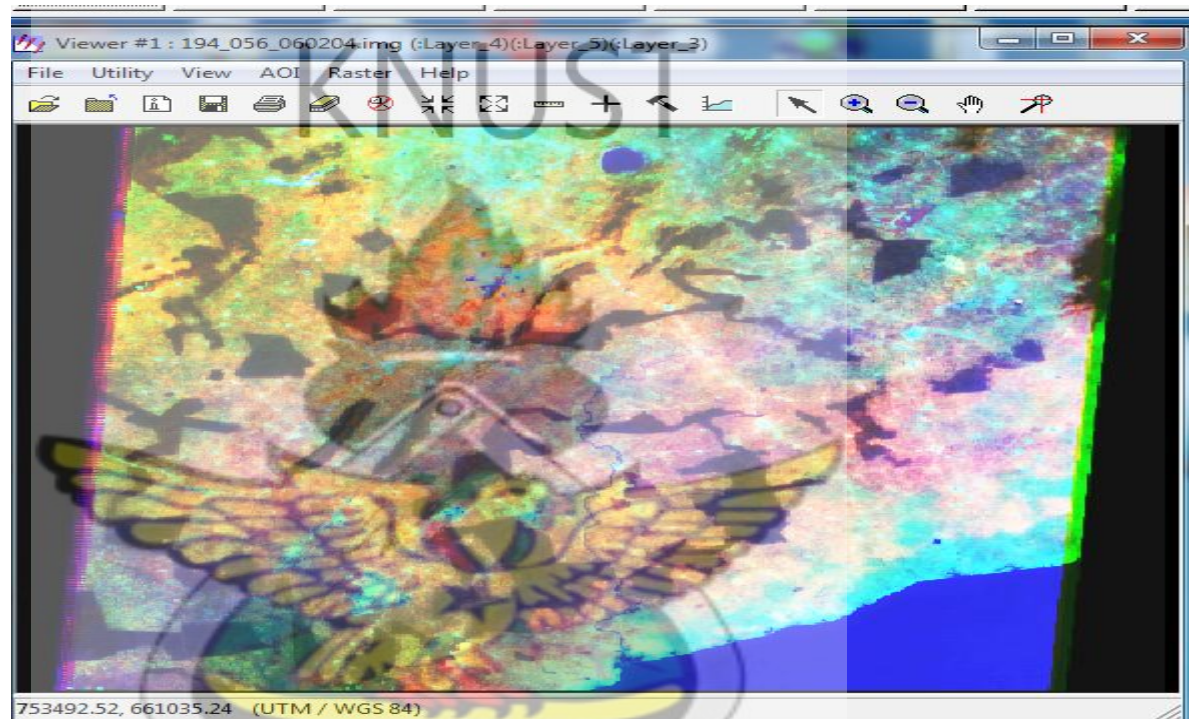 Viewer #1 : 194_056_060204.img (:Layer_4)(:Layer_5)(:Layer_3)
File Utility View AOI Raster Help
KNUST
753492.52, 661035.24 (UTM / WGS 84)